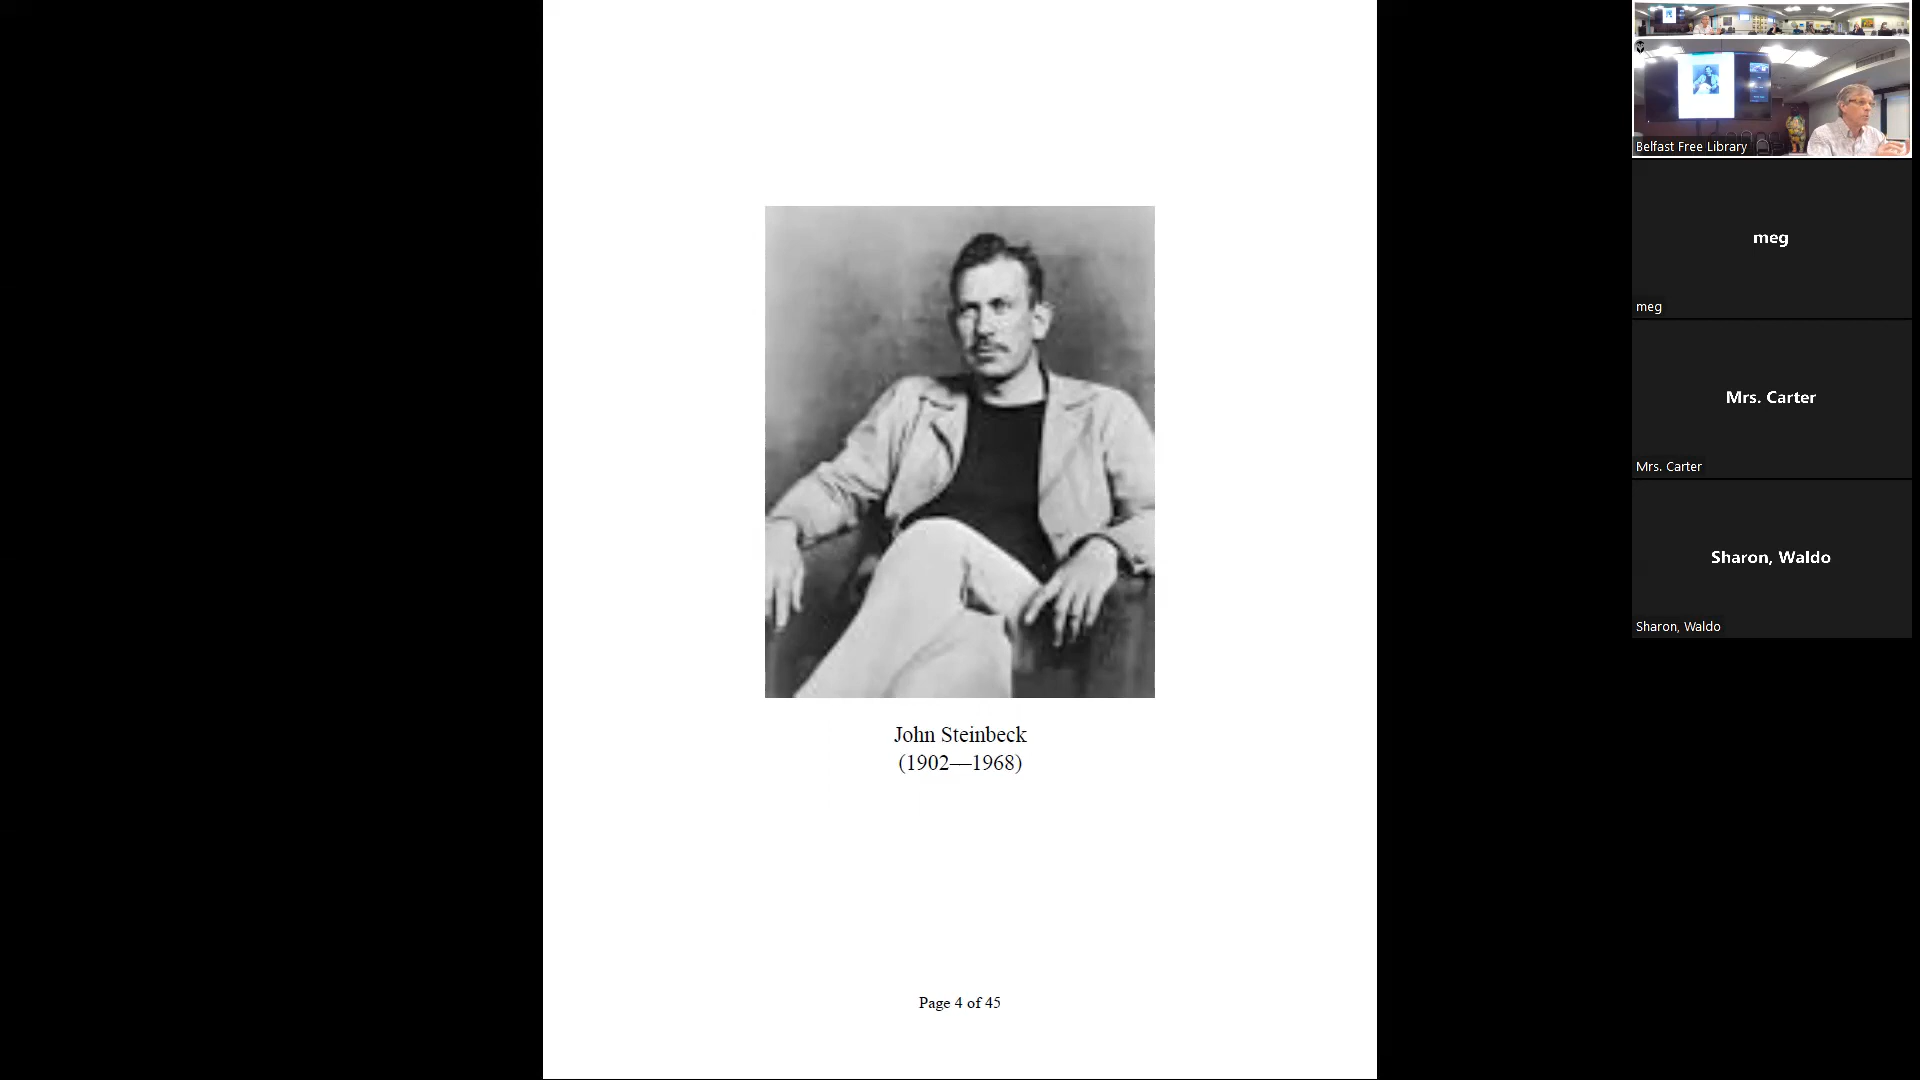 John Steinbeck
(1902—1968)
Page 4 of 45
Belfast Free Library
meg
meg
Mrs. Carter
Mrs. Carter
Sharon, Waldo
Sharon, Waldo